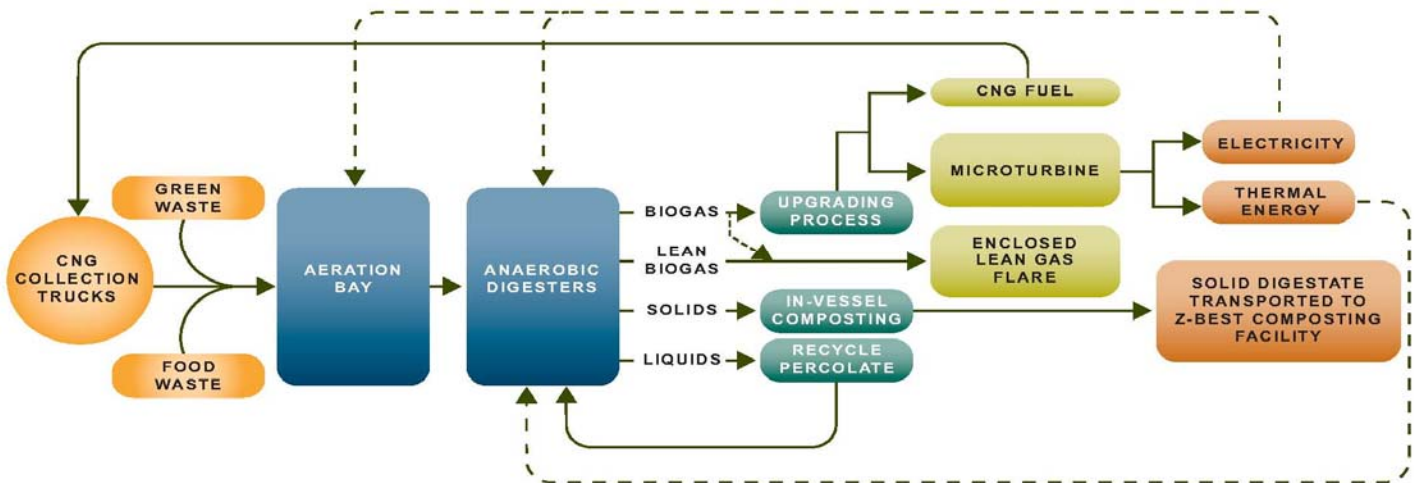 CNG FUEL
MICROTURBINE
ELECTRICITY
THERMAL
ENERGY
GREEN
WASTE
CNG
COLLECTION
TRUCKS
FOOD
WASTE
AERATION
BAY
ANAEROBIC
DIGESTERS
BIOGAS
UPGRADING
PROCESS
LEAN
BIOGAS
ENCLOSED
LEAN GAS
FLARE
SOLIDS
IN-VESSEL
COMPOSTING
SOLID DIGESTATE
TRANSPORTED TO
Z-BEST COMPOSTING
FACILITY
LIQUIDS
RECYCLE
PERCOLATE